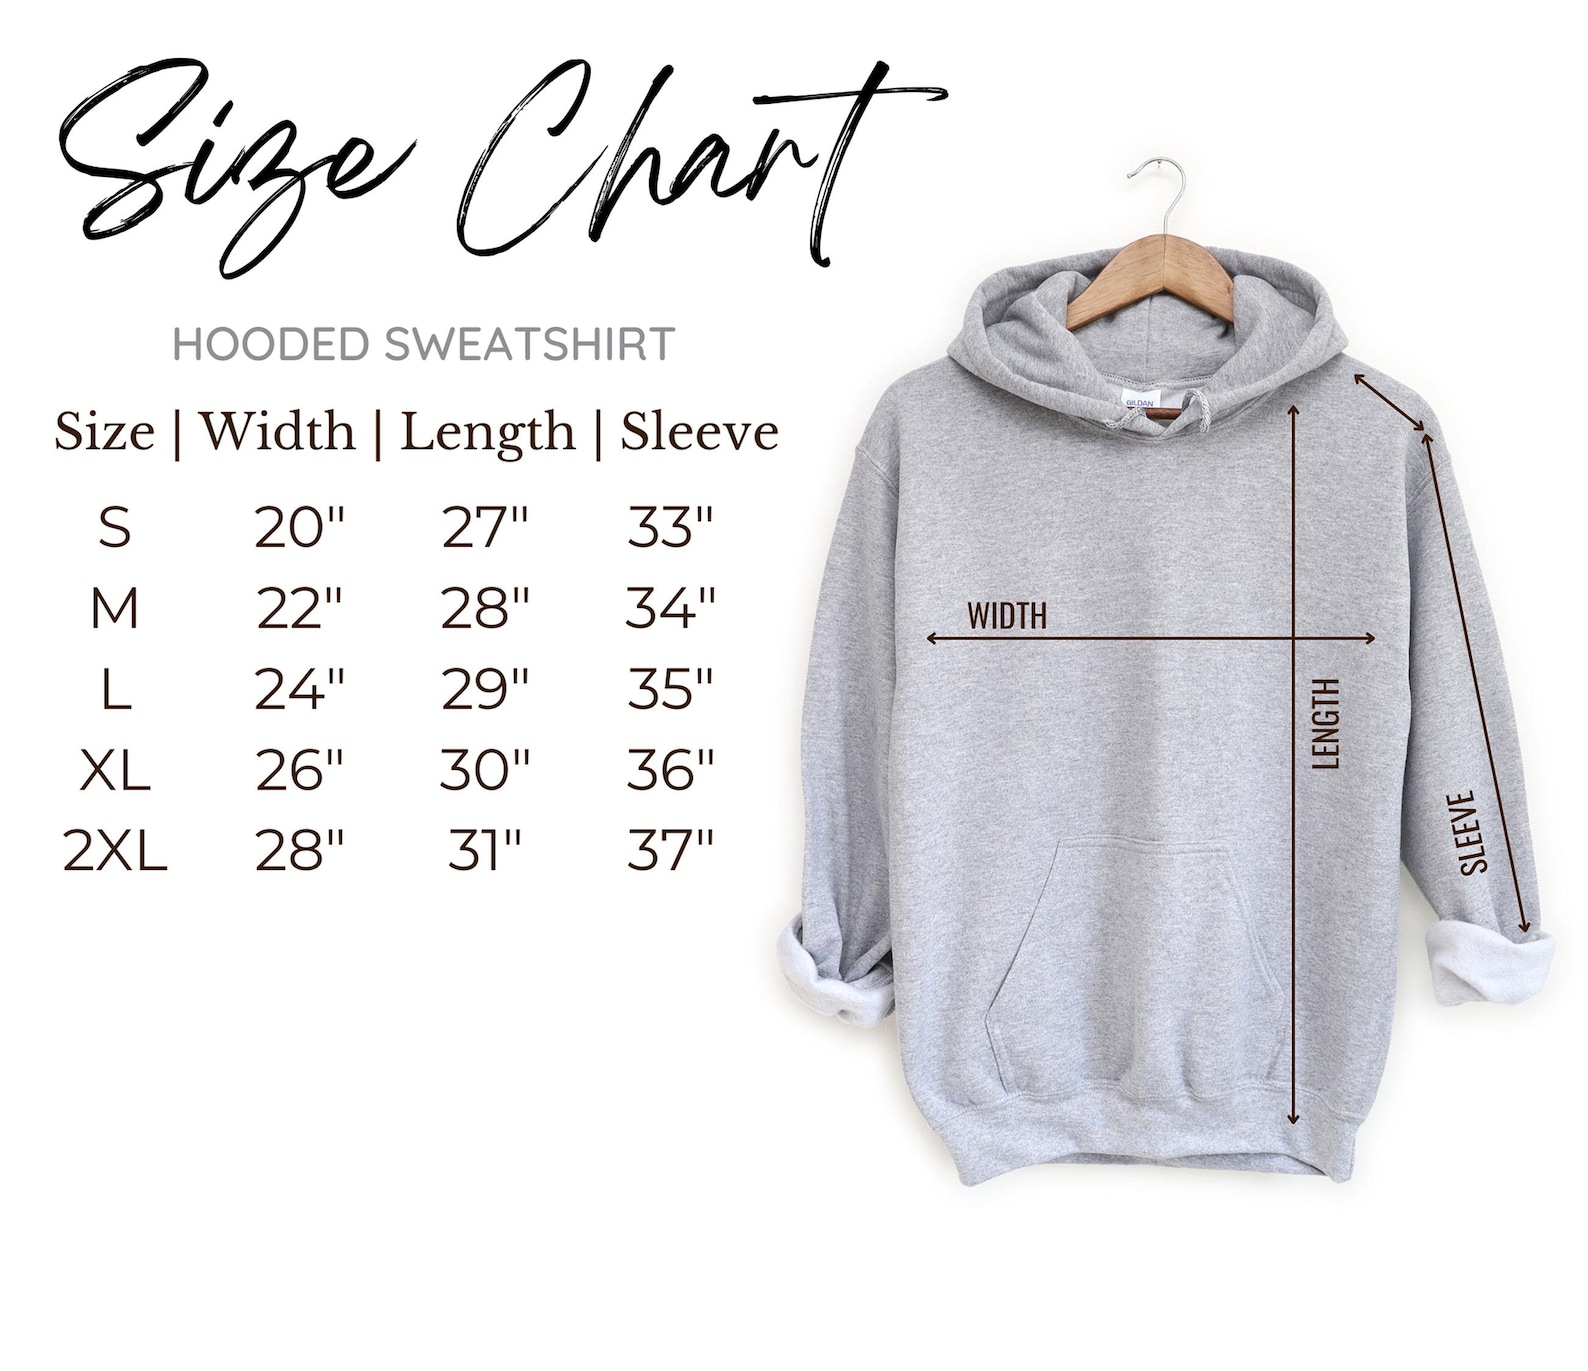 Size Chart
HOODED SWEATSHIRT
Size | Width | Length | Sleeve
S 20" 27" 33"
M 22" 28" 34"
L 24" 29" 35"
XL 26" 30" 36"
2XL 28" 31" 37"
GILDAN
WIDTH
LENGTH
SLEEVE